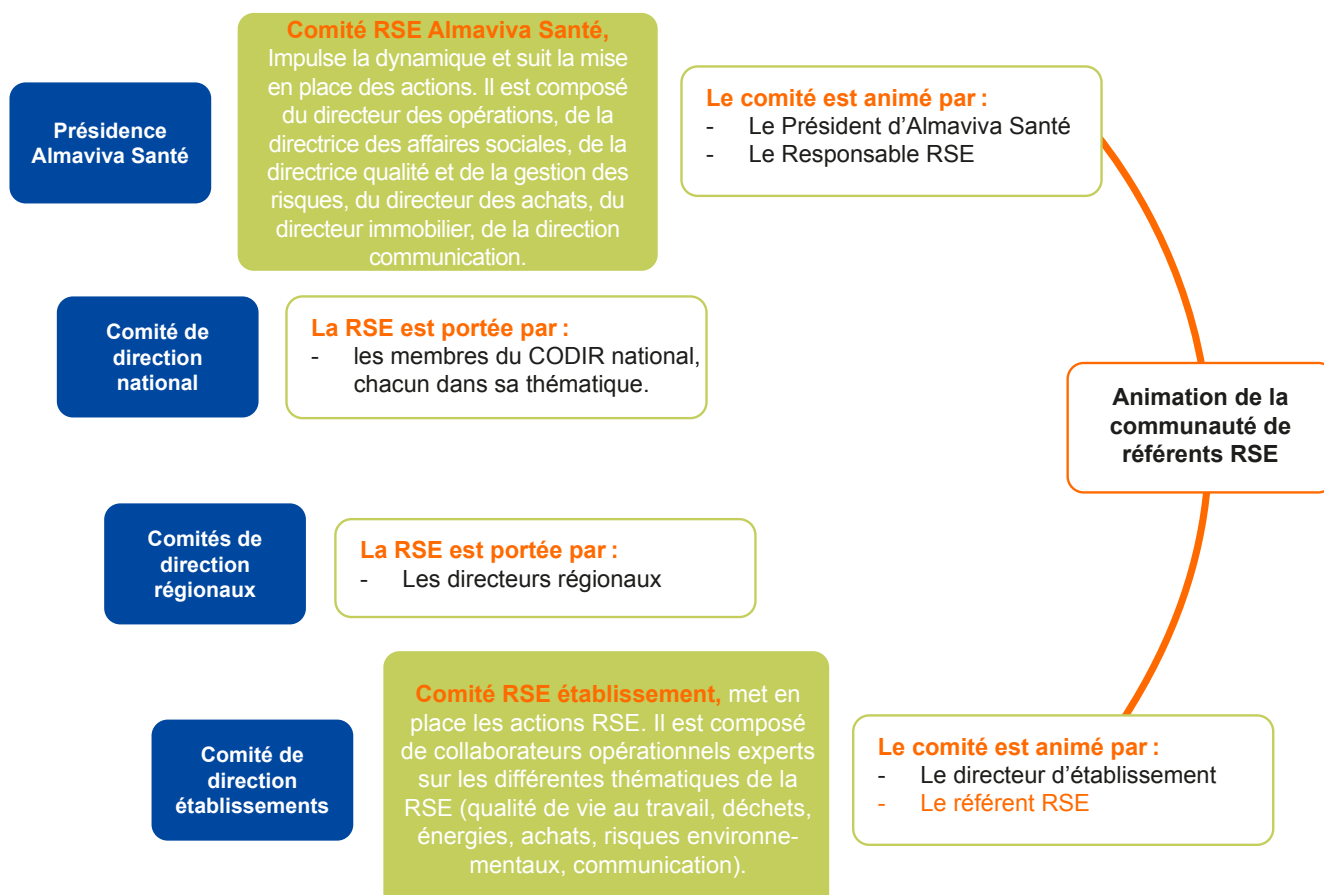 Présidence
Almaviva Santé
Comité RSE Almaviva Santé,
Impulse la dynamique et suit la mise
en place des actions. Il est composé
du directeur des opérations, de la
directrice des affaires sociales, de la
directrice qualité et de la gestion des
risques, du directeur des achats, du
directeur immobilier, de la direction
communication.
Le comité est animé par :
- Le Président d’Almaviva Santé
- Le Responsable RSE
Comité de
direction
national
La RSE est portée par :
- les membres du CODIR national,
chacun dans sa thématique.
Animation de la
communauté de
référents RSE
Comités de
direction
régionaux
La RSE est portée par :
- Les directeurs régionaux
Comité de
direction
établissements
Comité RSE établissement, met en
place les actions RSE. Il est composé
de collaborateurs opérationnels experts
sur les différentes thématiques de la
RSE (qualité de vie au travail, déchets,
énergies, achats, risques environne-
mentaux, communication).
Le comité est animé par :
- Le directeur d’établissement
- Le référent RSE